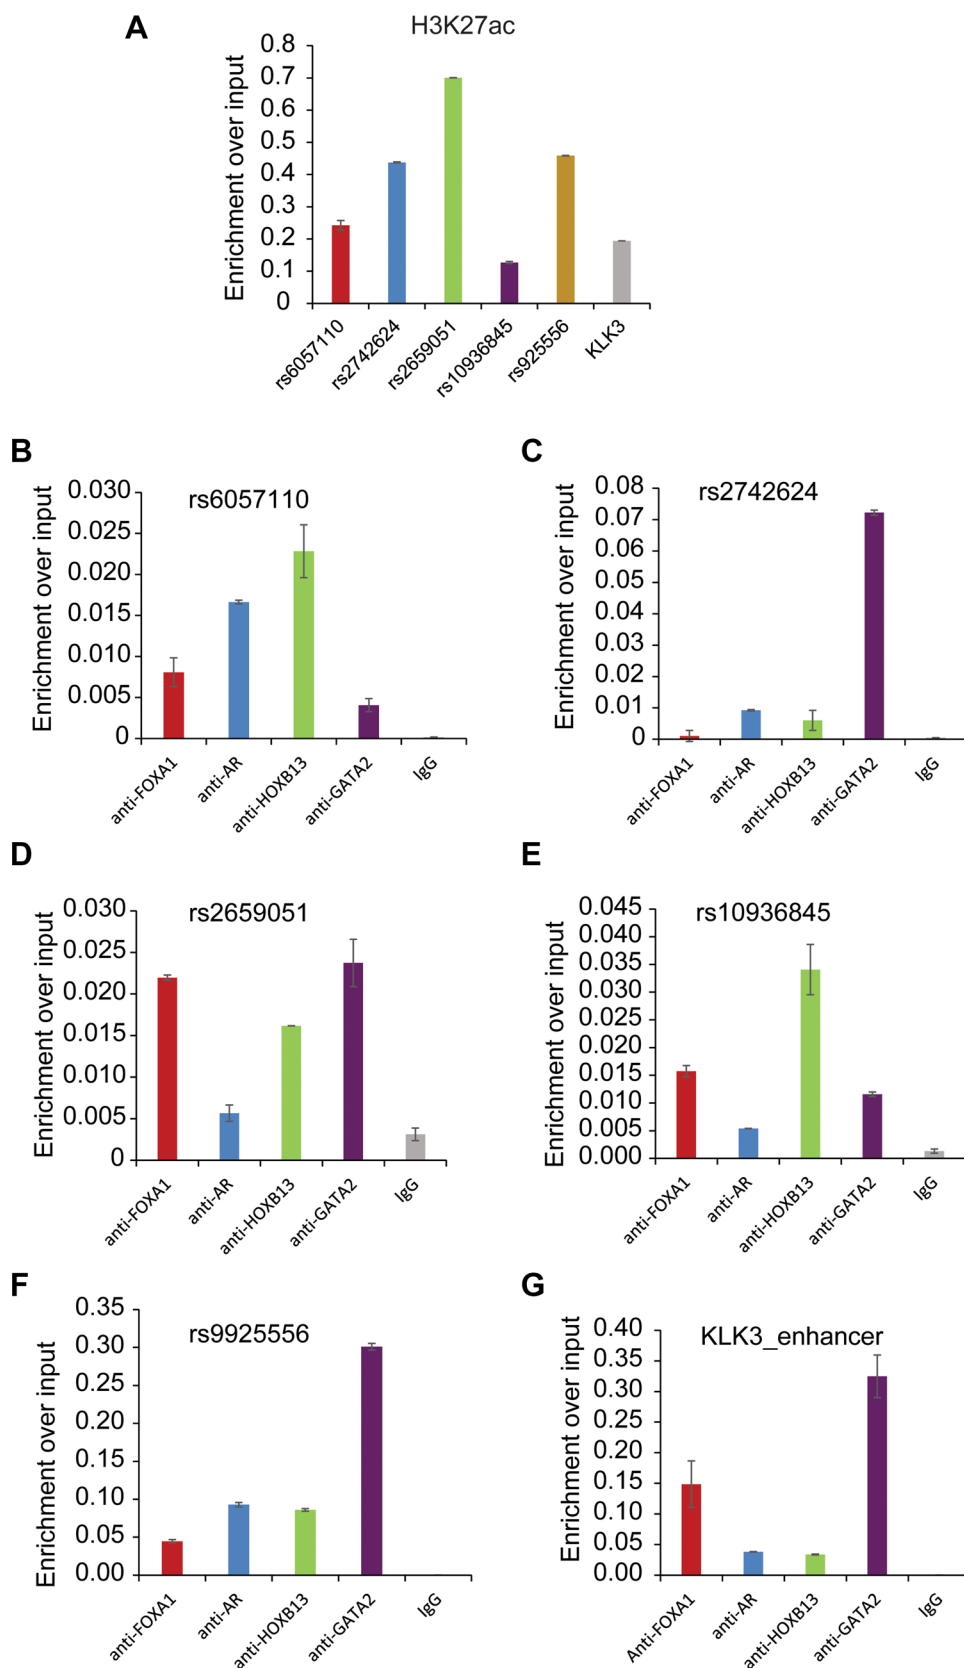 A
H3K27ac
Enrichment over input
0.8
0.7
0.6
0.5
0.4
0.3
0.2
0.1
0
rs6057110
rs2742624
rs2659051
rs10936845
rs925556
KLK3
B
rs6057110
Enrichment over input
0.030
0.025
0.020
0.015
0.010
0.005
0
anti-FOXA1
anti-AR
anti-HOXB13
anti-GATA2
IgG
C
rs2742624
Enrichment over input
0.08
0.07
0.06
0.05
0.04
0.03
0.02
0.01
0
anti-FOXA1
anti-AR
anti-HOXB13
anti-GATA2
IgG
D
rs2659051
Enrichment over input
0.030
0.025
0.020
0.015
0.010
0.005
0
anti-FOXA1
anti-AR
anti-HOXB13
anti-GATA2
IgG
E
rs10936845
Enrichment over input
0.045
0.040
0.035
0.030
0.025
0.020
0.015
0.010
0.005
0.000
anti-FOXA1
anti-AR
anti-HOXB13
anti-GATA2
IgG
F
rs9925556
Enrichment over input
0.35
0.30
0.25
0.20
0.15
0.10
0.05
0.00
anti-FOXA1
anti-AR
anti-HOXB13
anti-GATA2
IgG
G
KLK3_enhancer
Enrichment over input
0.40
0.35
0.30
0.25
0.20
0.15
0.10
0.05
0.00
Anti-FOXA1
anti-AR
anti-HOXB13
anti-GATA2
IgG